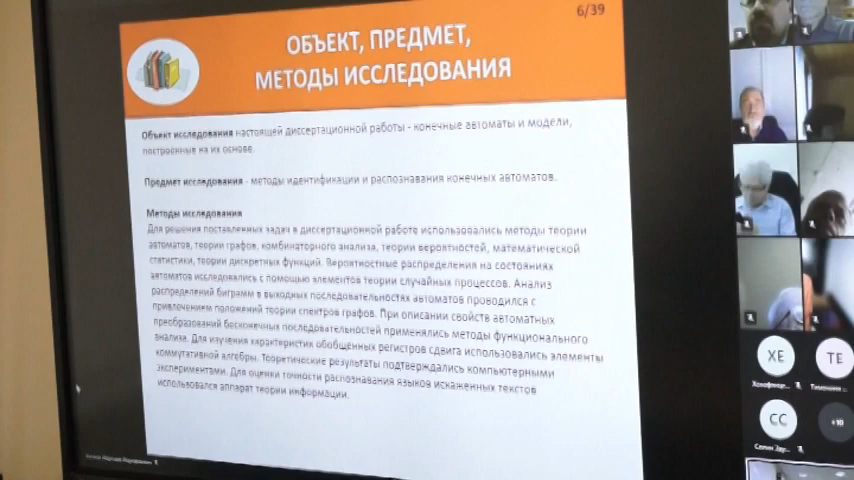 6/39
ОБЪЕКТ, ПРЕДМЕТ,
МЕТОДЫ ИССЛЕДОВАНИЯ
Объект исследования настоящей диссертационной работы - конечные автоматы и модели,
построенные на их основе.
Предмет исследования - методы идентификации и распознавания конечных автоматов.
Методы исследования
Для решения поставленных задач в диссертационной работе использовались методы теории
автоматов, теории графов, комбинаторного анализа, теории вероятностей, математической
статистики, теории дискретных функций. Вероятностные распределения на состояниях
автоматов исследовались с помощью элементов теории случайных процессов. Анализ
распределений биграмм в выходных последовательностях автоматов проводился с
привлечением положений теории спектров графов. При описании свойств автоматных
преобразований бесконечных последовательностей применялись методы функционального
анализа. Для изучения характеристик обобщенных регистров сдвига использовались элементы
коммутативной алгебры. Теоретические результаты подтверждались компьютерными
экспериментами. Для оценки точности распознавания языков искаженных текстов
использовался аппарат теории информации.
ХЕ
ТЕ
СС
+10